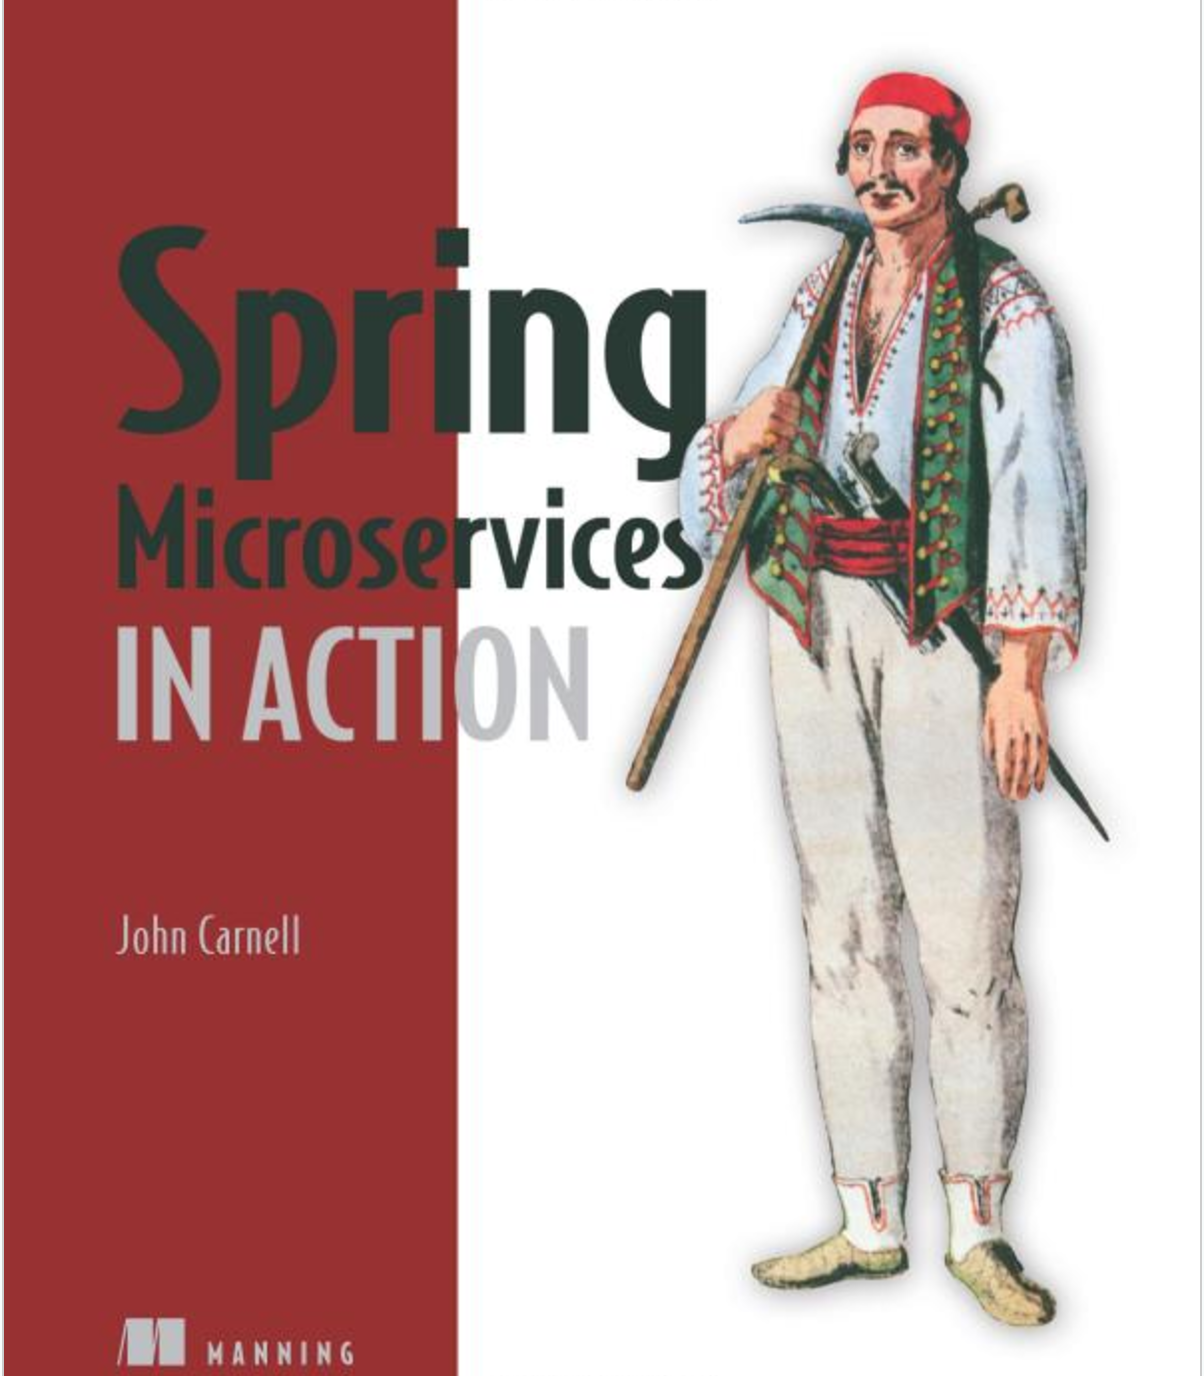 Spring
Microservices
IN ACTION
John Carnell
MANNING